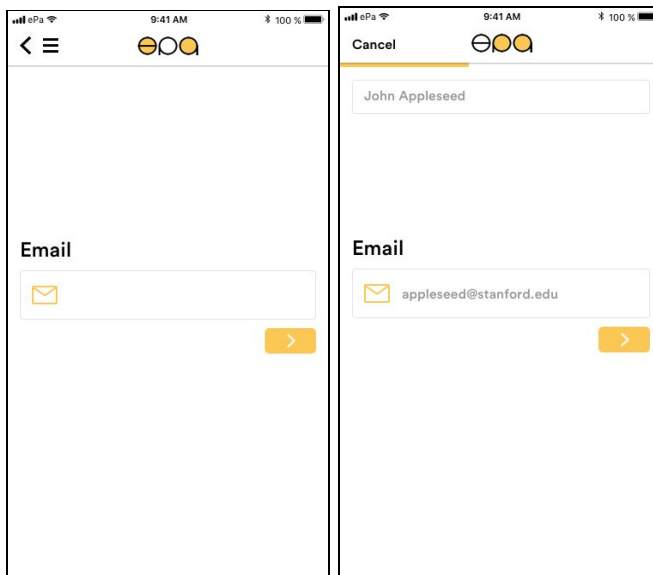 ePa 9:41 AM 100 %
epa
Email
ePa 9:41 AM 100 %
Cancel epa
John Appleseed
Email
appleseed@stanford.edu